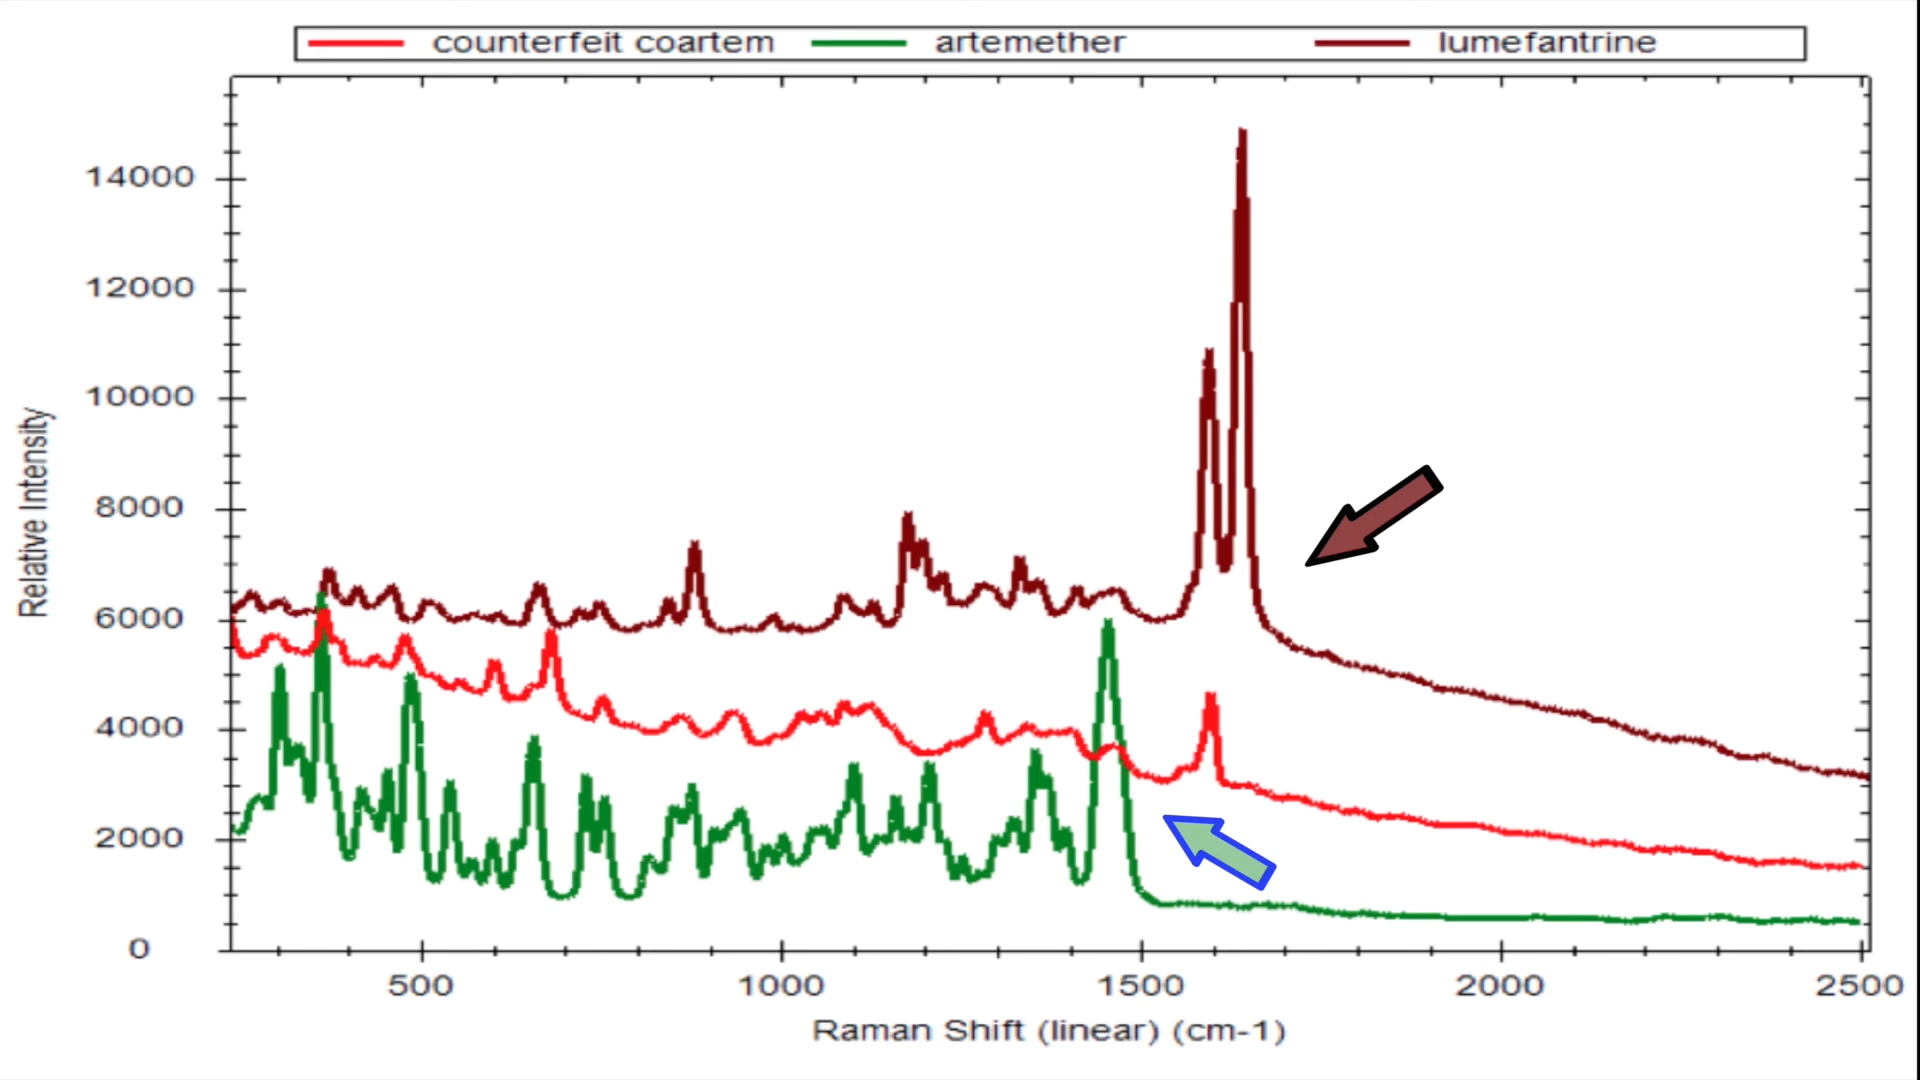 counterfeit coartem artemether lumefantrine
14000
12000
10000
8000
6000
4000
2000
0
Relative Intensity
500 1000 1500 2000 2500
Raman Shift (linear) (cm-1)